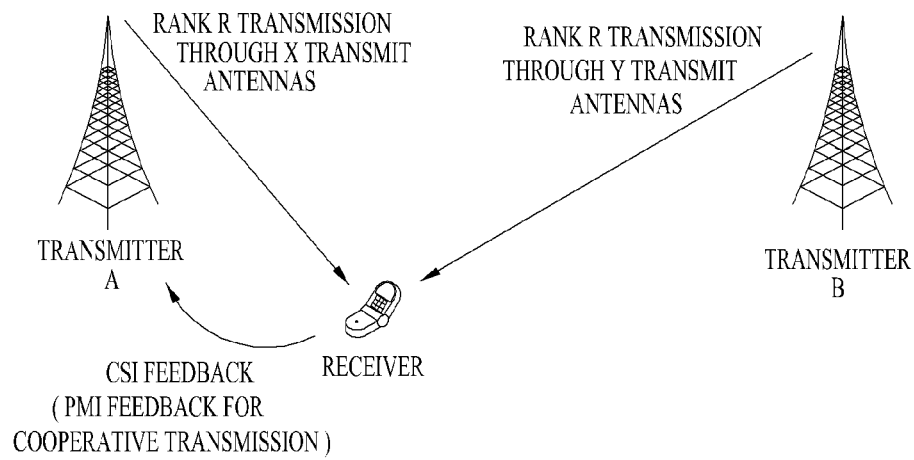 RANK R TRANSMISSION
THROUGH X TRANSMIT
ANTENNAS
RANK R TRANSMISSION
THROUGH Y TRANSMIT
ANTENNAS
TRANSMITTER
A
TRANSMITTER
B
RECEIVER
CSI FEEDBACK
( PMI FEEDBACK FOR
COOPERATIVE TRANSMISSION )